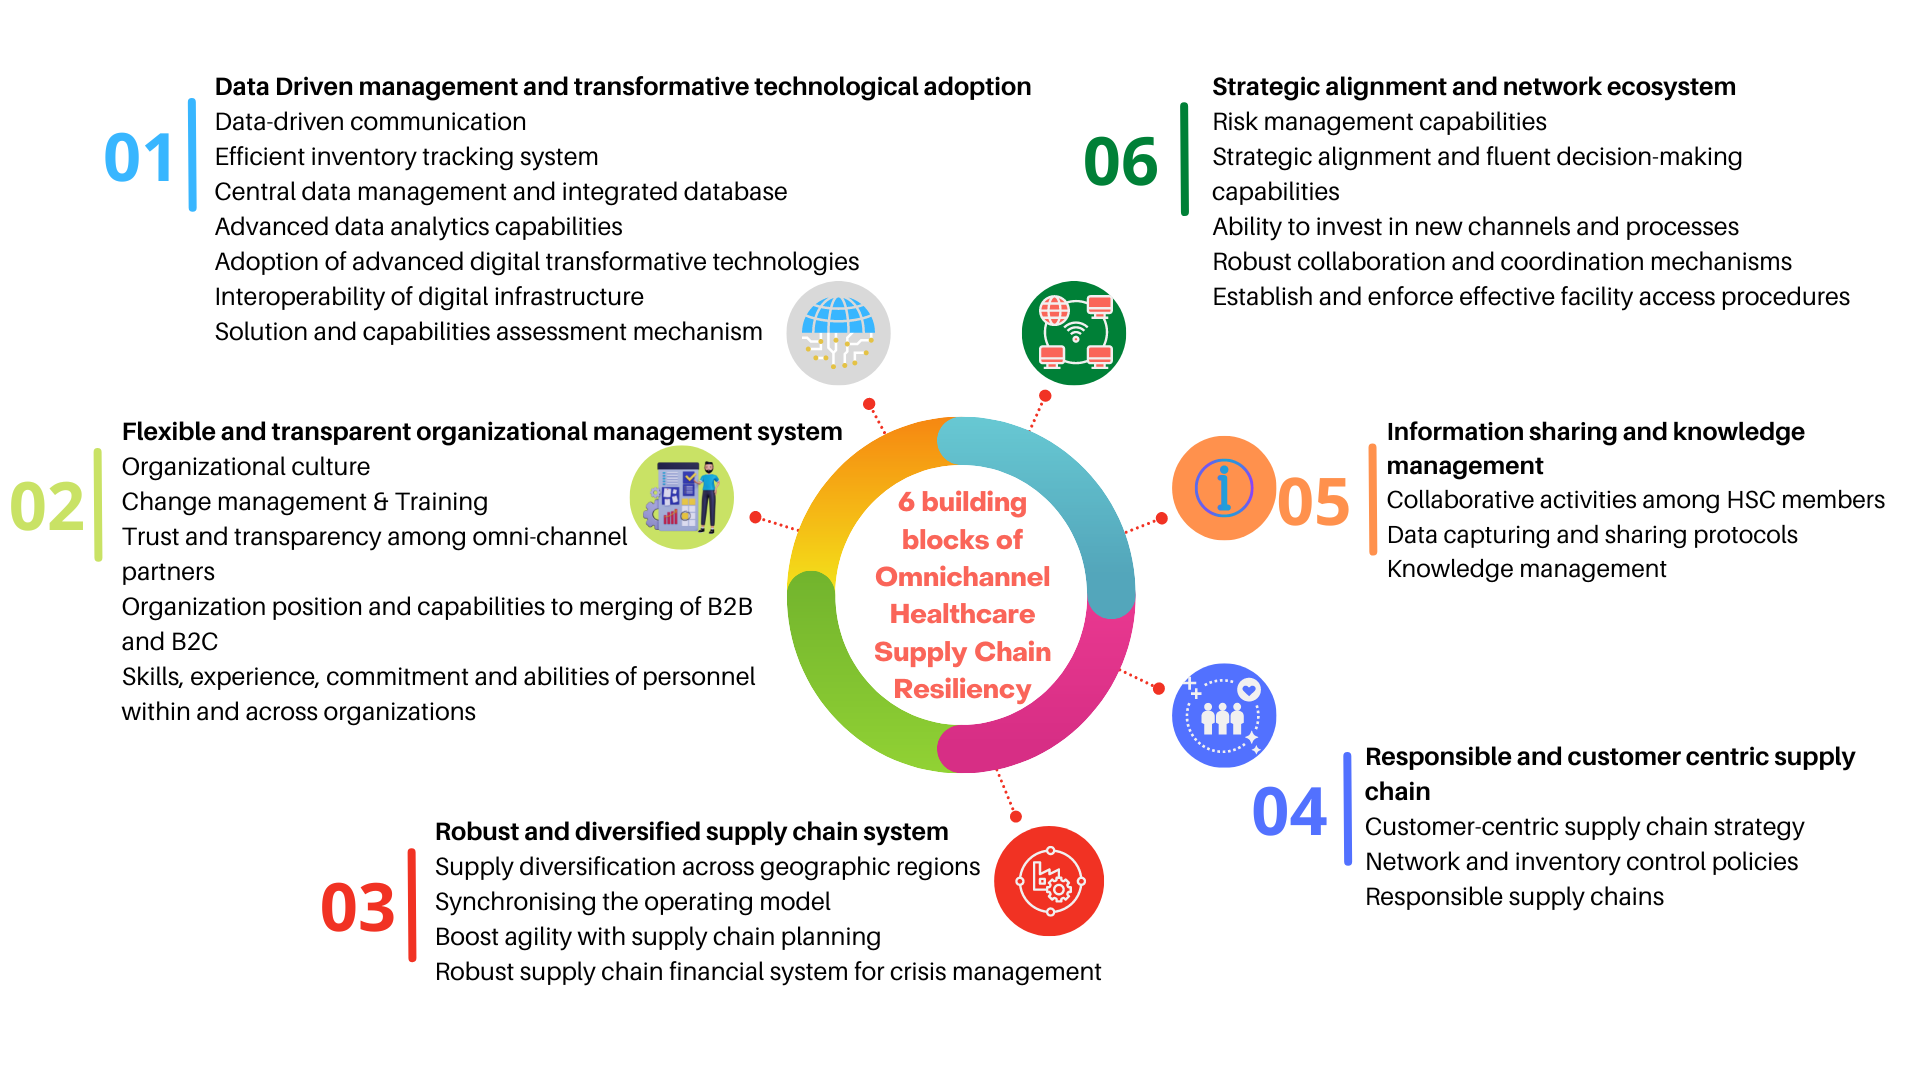 01
Data Driven management and transformative technological adoption
Data-driven communication
Efficient inventory tracking system
Central data management and integrated database
Advanced data analytics capabilities
Adoption of advanced digital transformative technologies
Interoperability of digital infrastructure
Solution and capabilities assessment mechanism
02
Flexible and transparent organizational management system
Organizational culture
Change management & Training
Trust and transparency among omni-channel
partners
Organization position and capabilities to merging of B2B
and B2C
Skills, experience, commitment and abilities of personnel
within and across organizations
03
Robust and diversified supply chain system
Supply diversification across geographic regions
Synchronising the operating model
Boost agility with supply chain planning
Robust supply chain financial system for crisis management
6 building
blocks of
Omnichannel
Healthcare
Supply Chain
Resiliency
04
Responsible and customer centric supply
chain
Customer-centric supply chain strategy
Network and inventory control policies
Responsible supply chains
05
Information sharing and knowledge
management
Collaborative activities among HSC members
Data capturing and sharing protocols
Knowledge management
06
Strategic alignment and network ecosystem
Risk management capabilities
Strategic alignment and fluent decision-making
capabilities
Ability to invest in new channels and processes
Robust collaboration and coordination mechanisms
Establish and enforce effective facility access procedures